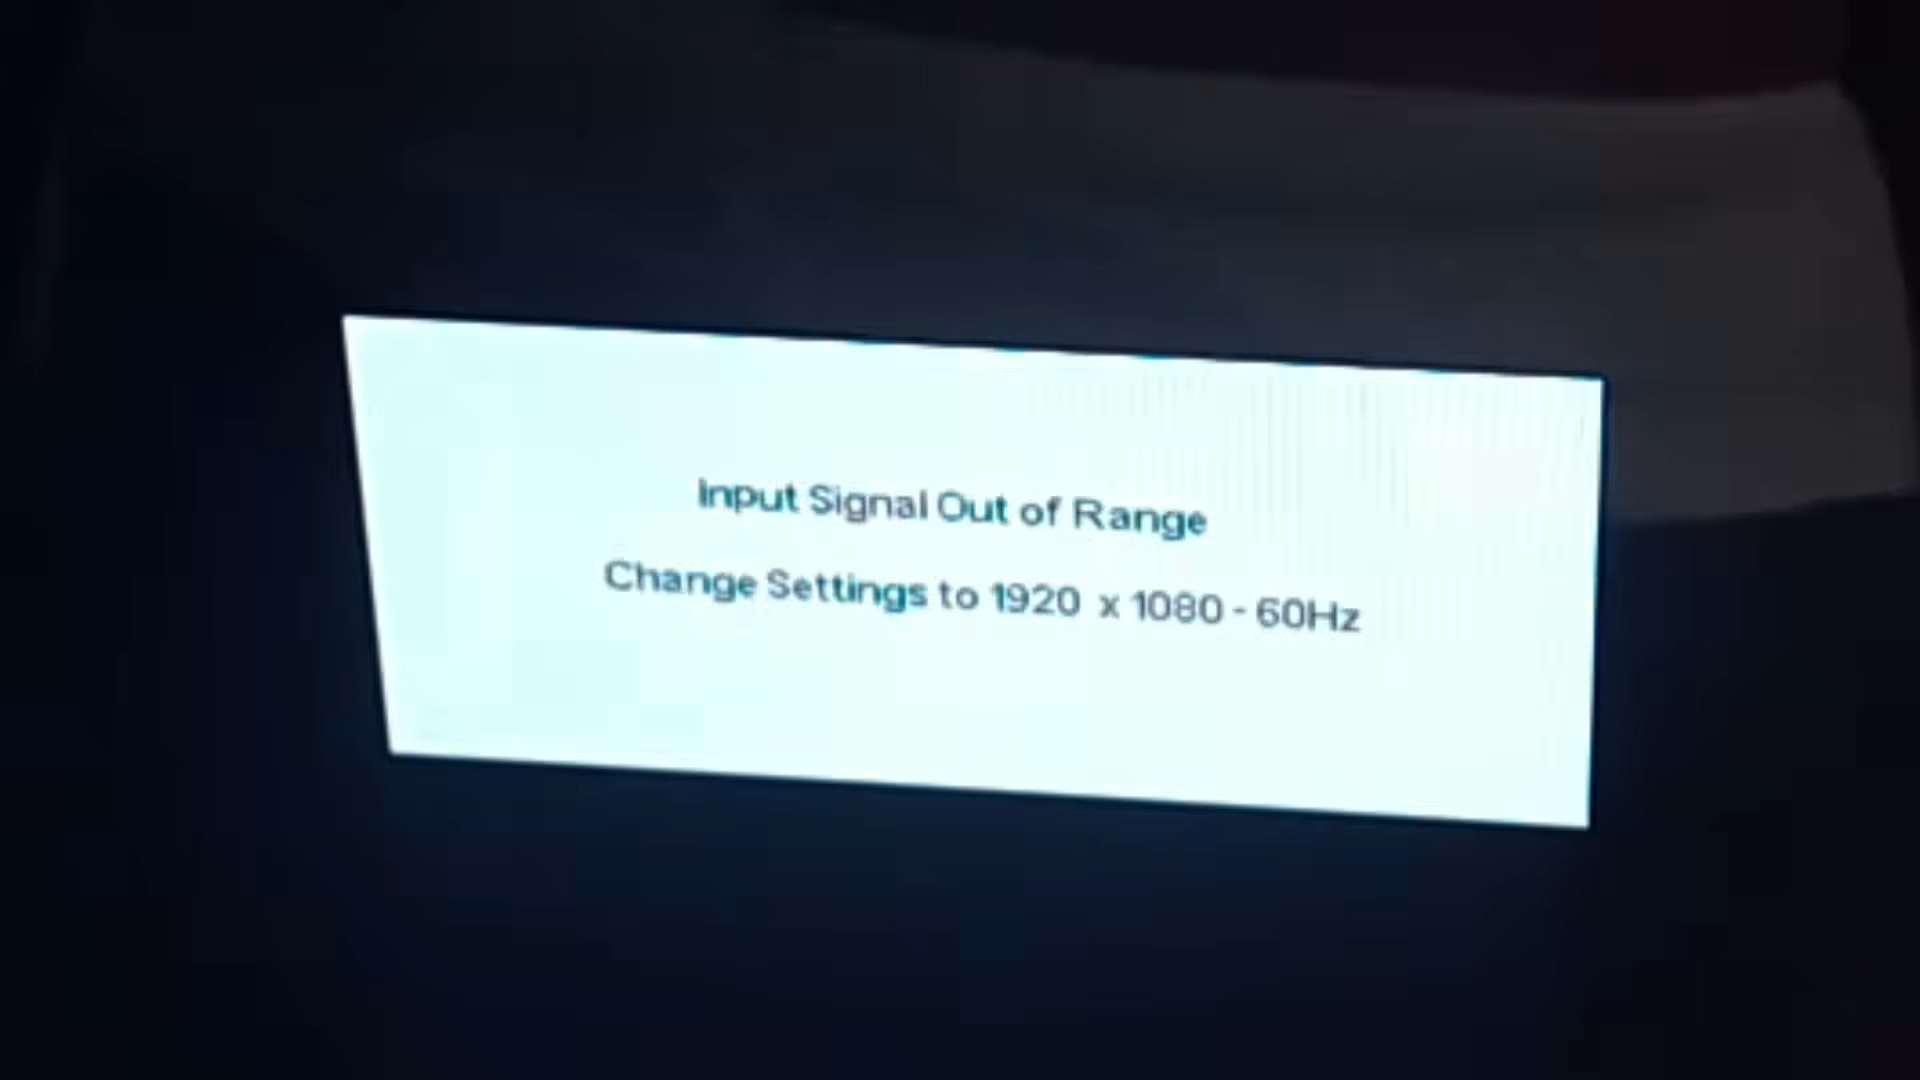 Input Signal Out of Range
Change Settings to 1920 x 1080 - 60Hz